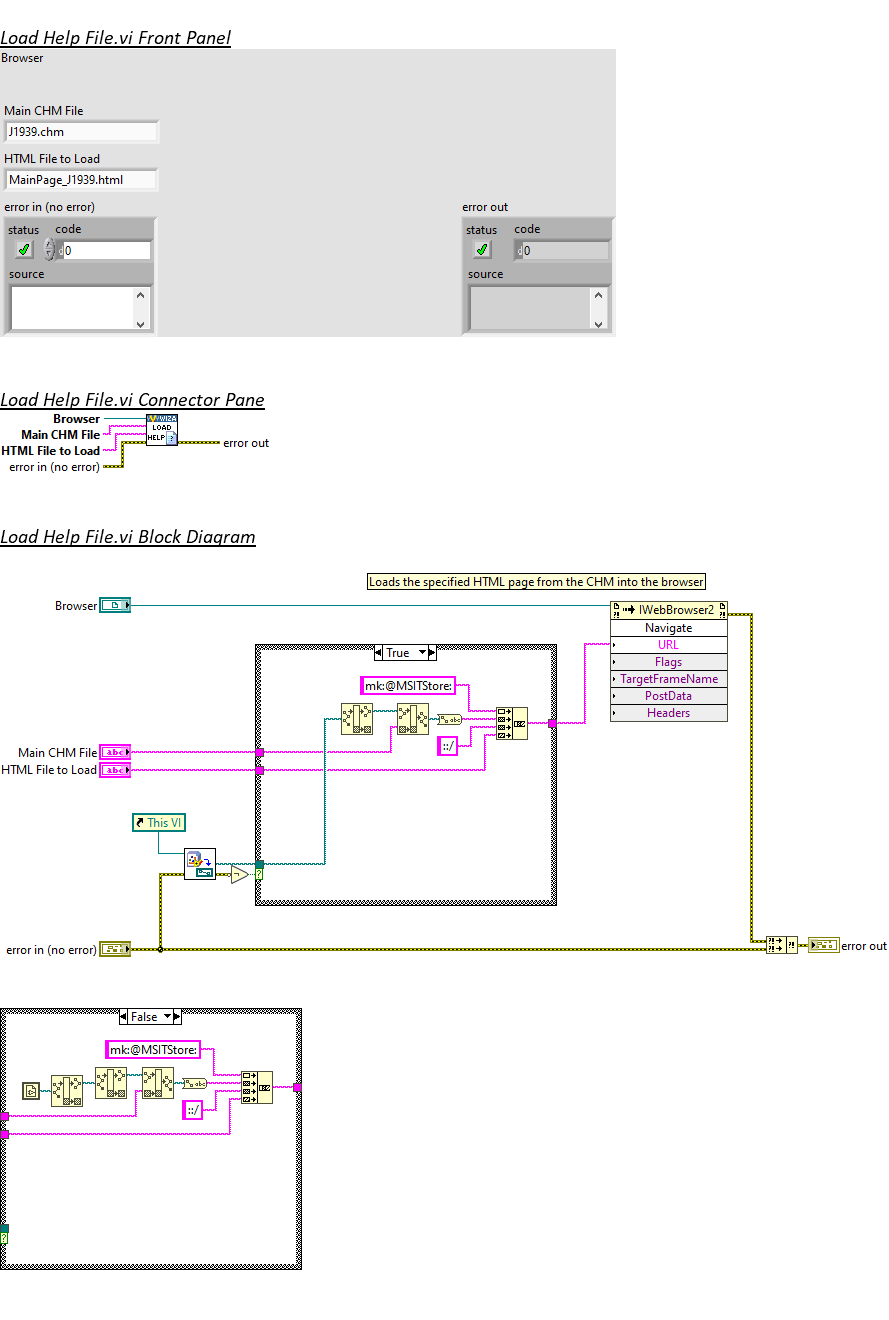 Load Help File.vi Front Panel
Browser
Main CHM File
J1939.chm
HTML File to Load
MainPage_J1939.html
error in (no error)
error out
status code
0
source
status code
0
source
Load Help File.vi Connector Pane
Browser
Main CHM File
HTML File to Load
error in (no error)
LOAD
HELP ?
error out
Load Help File.vi Block Diagram
Loads the specified HTML page from the CHM into the browser
Browser
IWebBrowser2
Navigate
URL
Flags
TargetFrameName
PostData
Headers
True
mk:@MSITStore:
abc
::/
Main CHM File
abc
HTML File to Load
abc
This VI
?
error in (no error)
error out
False
mk:@MSITStore:
abc
::/
?